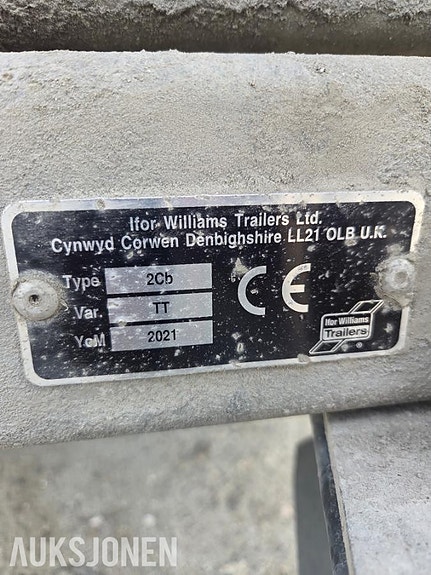 Ifor Williams Trailers Ltd.
Cynwyd Corwen Denbighshire LL21 OLB U.K.
Type 2Cb
Var. TT
YoM 2021
CE
Ifor Williams
Trailers
®
AUKSJONEN